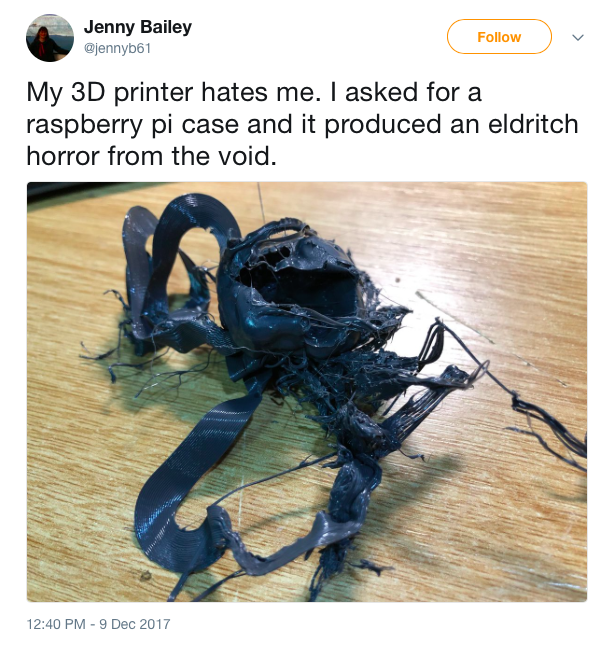 Jenny Bailey
@jennyb61
Follow
My 3D printer hates me. I asked for a
raspberry pi case and it produced an eldritch
horror from the void.
12:40 PM - 9 Dec 2017